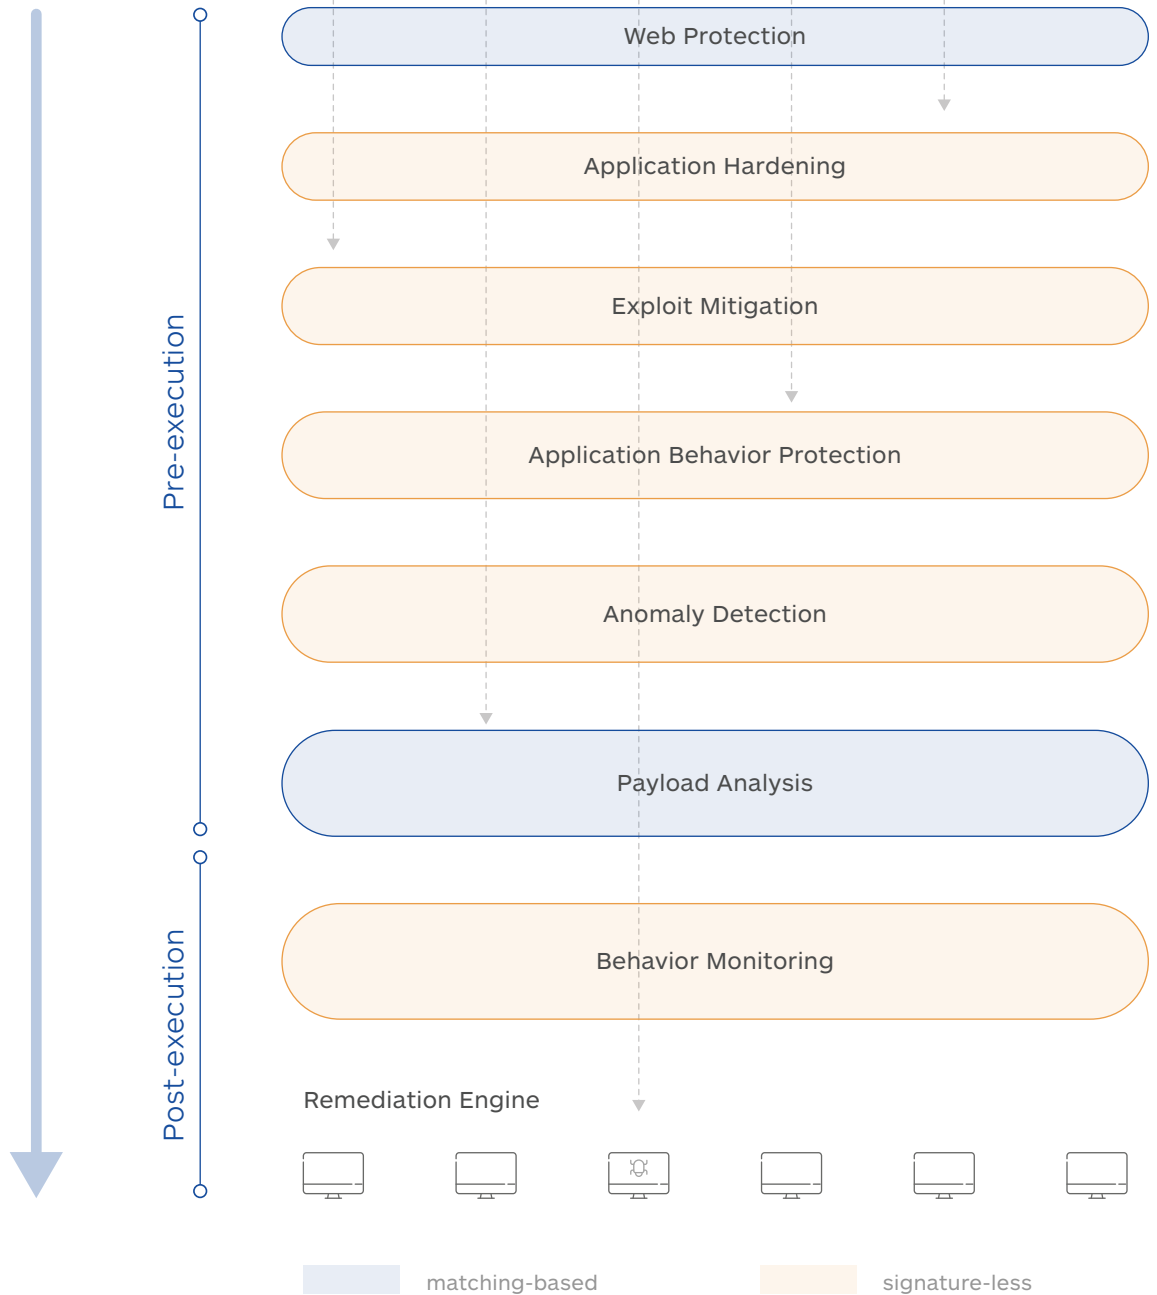 Web Protection
Application Hardening
Exploit Mitigation
Pre-execution
Application Behavior Protection
Anomaly Detection
Payload Analysis
Behavior Monitoring
Post-execution
Remediation Engine
matching-based
signature-less